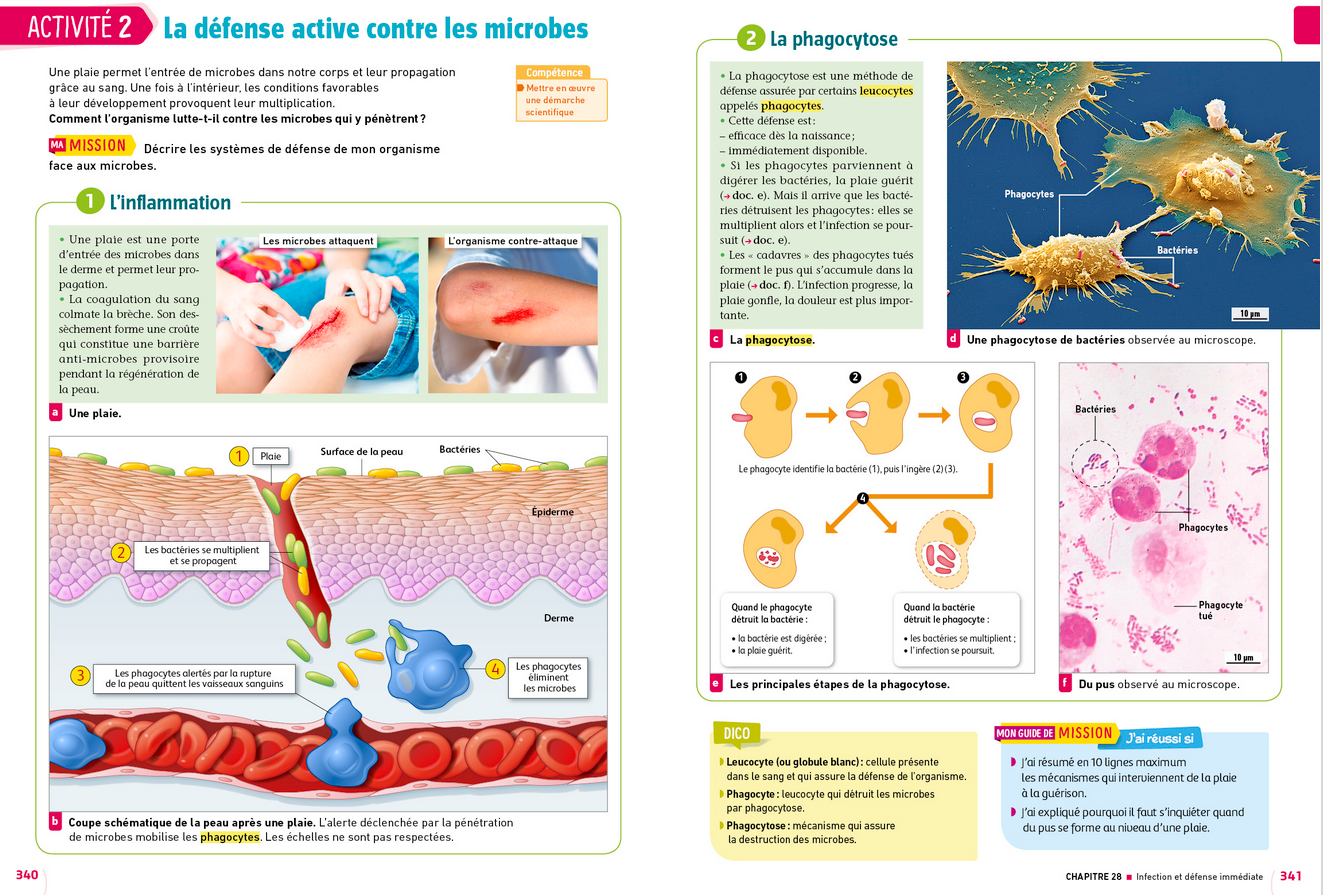 ACTIVITÉ 2
La défense active contre les microbes
Une plaie permet l'entrée de microbes dans notre corps et leur propagation
grâce au sang. Une fois à l'intérieur, les conditions favorables
à leur développement provoquent leur multiplication.
Comment l'organisme lutte-t-il contre les microbes qui y pénètrent ?
Compétence
Mettre en œuvre
une démarche
scientifique
MA MISSION Décrire les systèmes de défense de mon organisme
face aux microbes.
1 L'inflammation
• Une plaie est une porte
d'entrée des microbes dans
le derme et permet leur pro-
pagation.
• La coagulation du sang
colmate la brèche. Son des-
sèchement forme une croûte
qui constitue une barrière
anti-microbes provisoire
pendant la régénération de
la peau.
Les microbes attaquent
L'organisme contre-attaque
a Une plaie.
1 Plaie
Surface de la peau
Bactéries
Épiderme
2 Les bactéries se multiplient
et se propagent
Derme
3 Les phagocytes alertés par la rupture
de la peau quittent les vaisseaux sanguins
4 Les phagocytes
éliminent
les microbes
b Coupe schématique de la peau après une plaie. L'alerte déclenchée par la pénétration
de microbes mobilise les phagocytes. Les échelles ne sont pas respectées.
340
2 La phagocytose
• La phagocytose est une méthode de
défense assurée par certains leucocytes
appelés phagocytes.
• Cette défense est :
– efficace dès la naissance ;
– immédiatement disponible.
• Si les phagocytes parviennent à
digérer les bactéries, la plaie guérit
(→ doc. e). Mais il arrive que les bacté-
ries détruisent les phagocytes : elles se
multiplient alors et l'infection se pour-
suit (→ doc. e).
• Les « cadavres » des phagocytes tués
forment le pus qui s'accumule dans la
plaie (→ doc. f). L'infection progresse, la
plaie gonfle, la douleur est plus impor-
tante.
c La phagocytose.
Phagocytes
Bactéries
10 µm
d Une phagocytose de bactéries observée au microscope.
1
2
3
Le phagocyte identifie la bactérie (1), puis l'ingère (2) (3).
4
Quand le phagocyte
détruit la bactérie :
• la bactérie est digérée ;
• la plaie guérit.
Quand la bactérie
détruit le phagocyte :
• les bactéries se multiplient ;
• l'infection se poursuit.
e Les principales étapes de la phagocytose.
Bactéries
Phagocytes
Phagocyte
tué
10 µm
f Du pus observé au microscope.
DICO
Leucocyte (ou globule blanc) : cellule présente
dans le sang et qui assure la défense de l'organisme.
Phagocyte : leucocyte qui détruit les microbes
par phagocytose.
Phagocytose : mécanisme qui assure
la destruction des microbes.
MON GUIDE DE MISSION
J'ai réussi si
J'ai résumé en 10 lignes maximum
les mécanismes qui interviennent de la plaie
à la guérison.
J'ai expliqué pourquoi il faut s'inquiéter quand
du pus se forme au niveau d'une plaie.
CHAPITRE 28 ■ Infection et défense immédiate 341